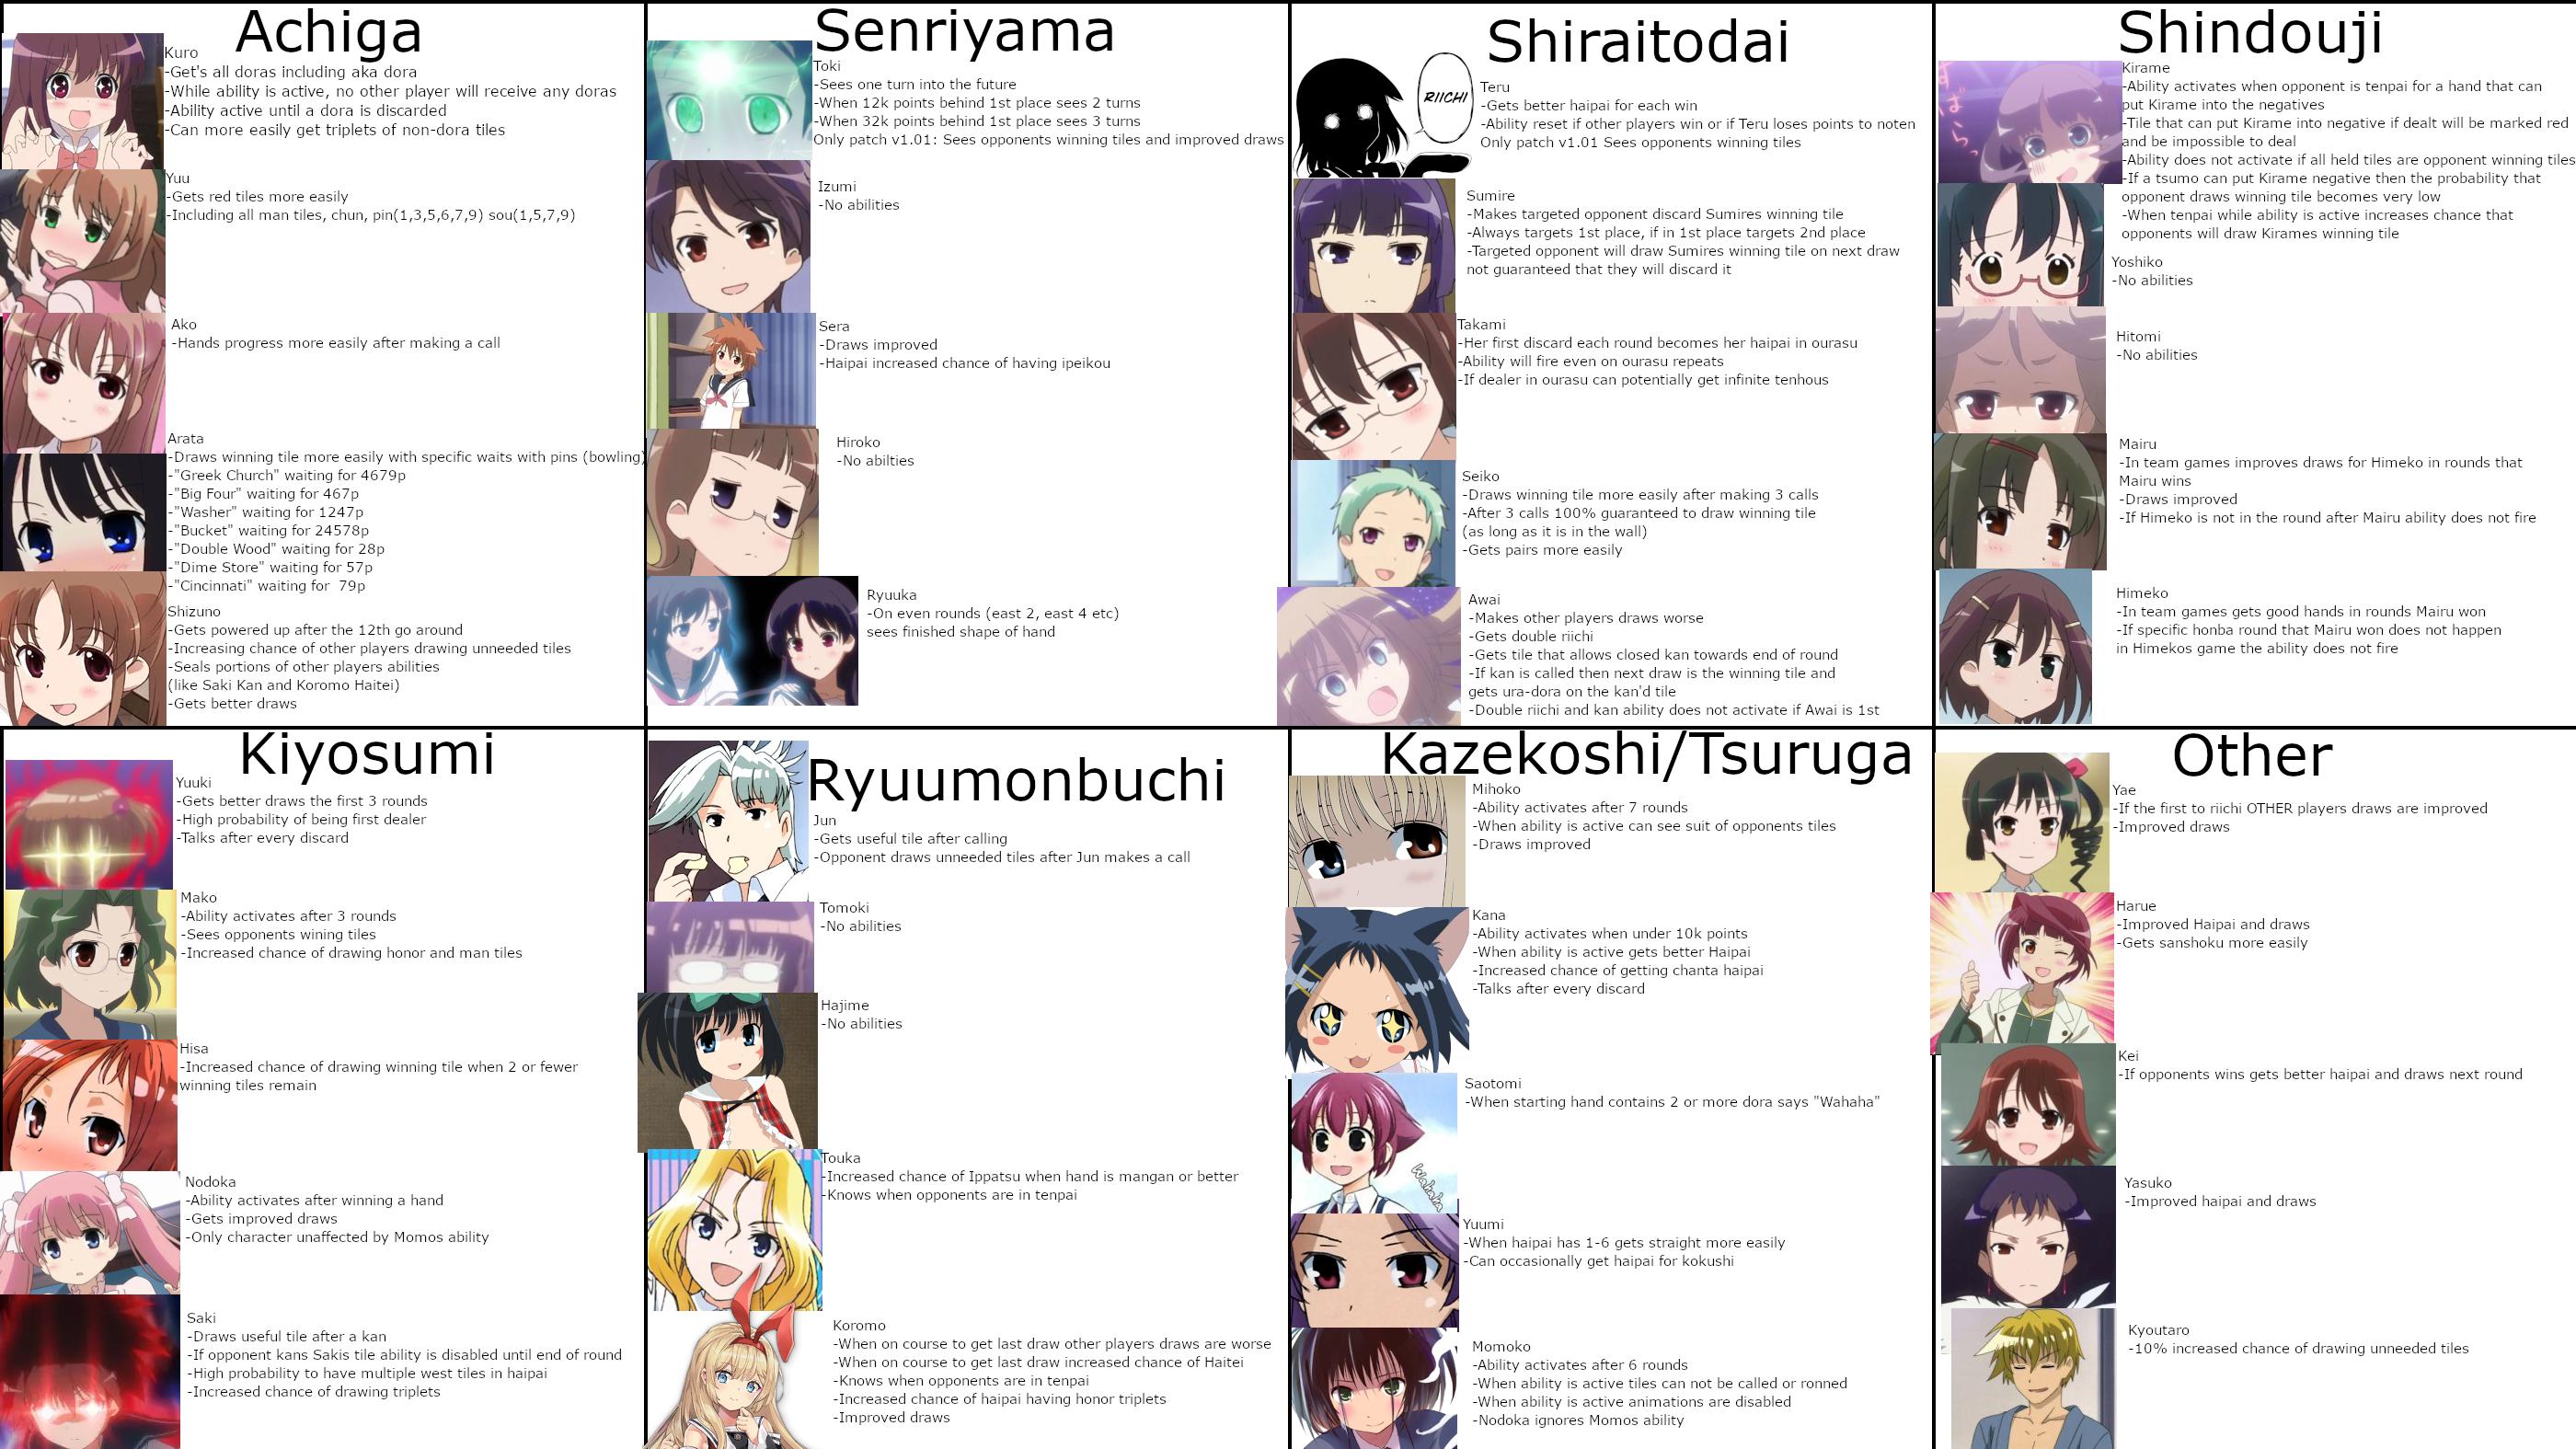 Achiga
Kuro
-Get's all doras including aka dora
-While ability is active, no other player will receive any doras
-Ability active until a dora is discarded
-Can more easily get triplets of non-dora tiles
Yuu
-Gets red tiles more easily
-Including all man tiles, chun, pin(1,3,5,6,7,9) sou(1,5,7,9)
Ako
-Hands progress more easily after making a call
Arata
-Draws winning tile more easily with specific waits with pins (bowling)
-"Greek Church" waiting for 4679p
-"Big Four" waiting for 467p
-"Washer" waiting for 1247p
-"Bucket" waiting for 24578p
-"Double Wood" waiting for 28p
-"Dime Store" waiting for 57p
-"Cincinnati" waiting for  79p
Shizuno
-Gets powered up after the 12th go around
-Increasing chance of other players drawing unneeded tiles
-Seals portions of other players abilities
(like Saki Kan and Koromo Haitei)
-Gets better draws
Senriyama
Toki
-Sees one turn into the future
-When 12k points behind 1st place sees 2 turns
-When 32k points behind 1st place sees 3 turns
Only patch v1.01: Sees opponents winning tiles and improved draws
Izumi
-No abilities
Sera
-Draws improved
-Haipai increased chance of having ipeikou
Hiroko
-No abilties
Ryuuka
-On even rounds (east 2, east 4 etc)
sees finished shape of hand
Shiraitodai
RIICHI
Teru
-Gets better haipai for each win
-Ability reset if other players win or if Teru loses points to noten
Only patch v1.01 Sees opponents winning tiles
Sumire
-Makes targeted opponent discard Sumires winning tile
-Always targets 1st place, if in 1st place targets 2nd place
-Targeted opponent will draw Sumires winning tile on next draw
not guaranteed that they will discard it
Takami
-Her first discard each round becomes her haipai in ourasu
-Ability will fire even on ourasu repeats
-If dealer in ourasu can potentially get infinite tenhous
Seiko
-Draws winning tile more easily after making 3 calls
-After 3 calls 100% guaranteed to draw winning tile
(as long as it is in the wall)
-Gets pairs more easily
Awai
-Makes other players draws worse
-Gets double riichi
-Gets tile that allows closed kan towards end of round
-If kan is called then next draw is the winning tile and
gets ura-dora on the kan'd tile
-Double riichi and kan ability does not activate if Awai is 1st
Shindouji
Kirame
-Ability activates when opponent is tenpai for a hand that can
put Kirame into the negatives
-Tile that can put Kirame into negative if dealt will be marked red
and be impossible to deal
-Ability does not activate if all held tiles are opponent winning tiles
-If a tsumo can put Kirame negative then the probability that
opponent draws winning tile becomes very low
-When tenpai while ability is active increases chance that
opponents will draw Kirames winning tile
Yoshiko
-No abilities
Hitomi
-No abilities
Mairu
-In team games improves draws for Himeko in rounds that
Mairu wins
-Draws improved
-If Himeko is not in the round after Mairu ability does not fire
Himeko
-In team games gets good hands in rounds Mairu won
-If specific honba round that Mairu won does not happen
in Himekos game the ability does not fire
Kiyosumi
Yuuki
-Gets better draws the first 3 rounds
-High probability of being first dealer
-Talks after every discard
Mako
-Ability activates after 3 rounds
-Sees opponents wining tiles
-Increased chance of drawing honor and man tiles
Hisa
-Increased chance of drawing winning tile when 2 or fewer
winning tiles remain
Nodoka
-Ability activates after winning a hand
-Gets improved draws
-Only character unaffected by Momos ability
Saki
-Draws useful tile after a kan
-If opponent kans Sakis tile ability is disabled until end of round
-High probability to have multiple west tiles in haipai
-Increased chance of drawing triplets
Ryuumonbuchi
Jun
-Gets useful tile after calling
-Opponent draws unneeded tiles after Jun makes a call
Tomoki
-No abilities
Hajime
-No abilities
Touka
-Increased chance of Ippatsu when hand is mangan or better
-Knows when opponents are in tenpai
Koromo
-When on course to get last draw other players draws are worse
-When on course to get last draw increased chance of Haitei
-Knows when opponents are in tenpai
-Increased chance of haipai having honor triplets
-Improved draws
Kazekoshi/Tsuruga
Mihoko
-Ability activates after 7 rounds
-When ability is active can see suit of opponents tiles
-Draws improved
Kana
-Ability activates when under 10k points
-When ability is active gets better Haipai
-Increased chance of getting chanta haipai
-Talks after every discard
Saotomi
-When starting hand contains 2 or more dora says "Wahaha"
Wahaha
Yuumi
-When haipai has 1-6 gets straight more easily
-Can occasionally get haipai for kokushi
Momoko
-Ability activates after 6 rounds
-When ability is active tiles can not be called or ronned
-When ability is active animations are disabled
-Nodoka ignores Momos ability
Other
Yae
-If the first to riichi OTHER players draws are improved
-Improved draws
Harue
-Improved Haipai and draws
-Gets sanshoku more easily
Kei
-If opponents wins gets better haipai and draws next round
Yasuko
-Improved haipai and draws
Kyoutaro
-10% increased chance of drawing unneeded tiles